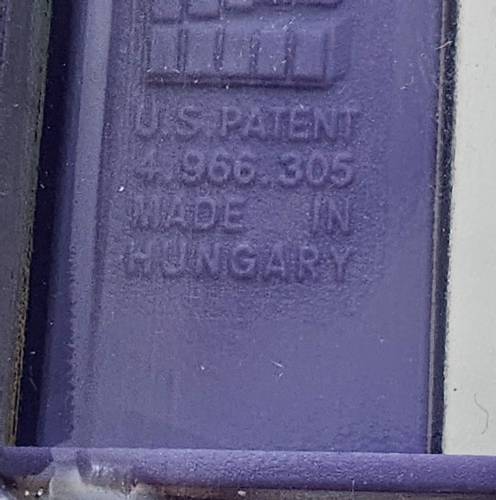 U.S. PATENT
4.966.305
MADE IN
HUNGARY